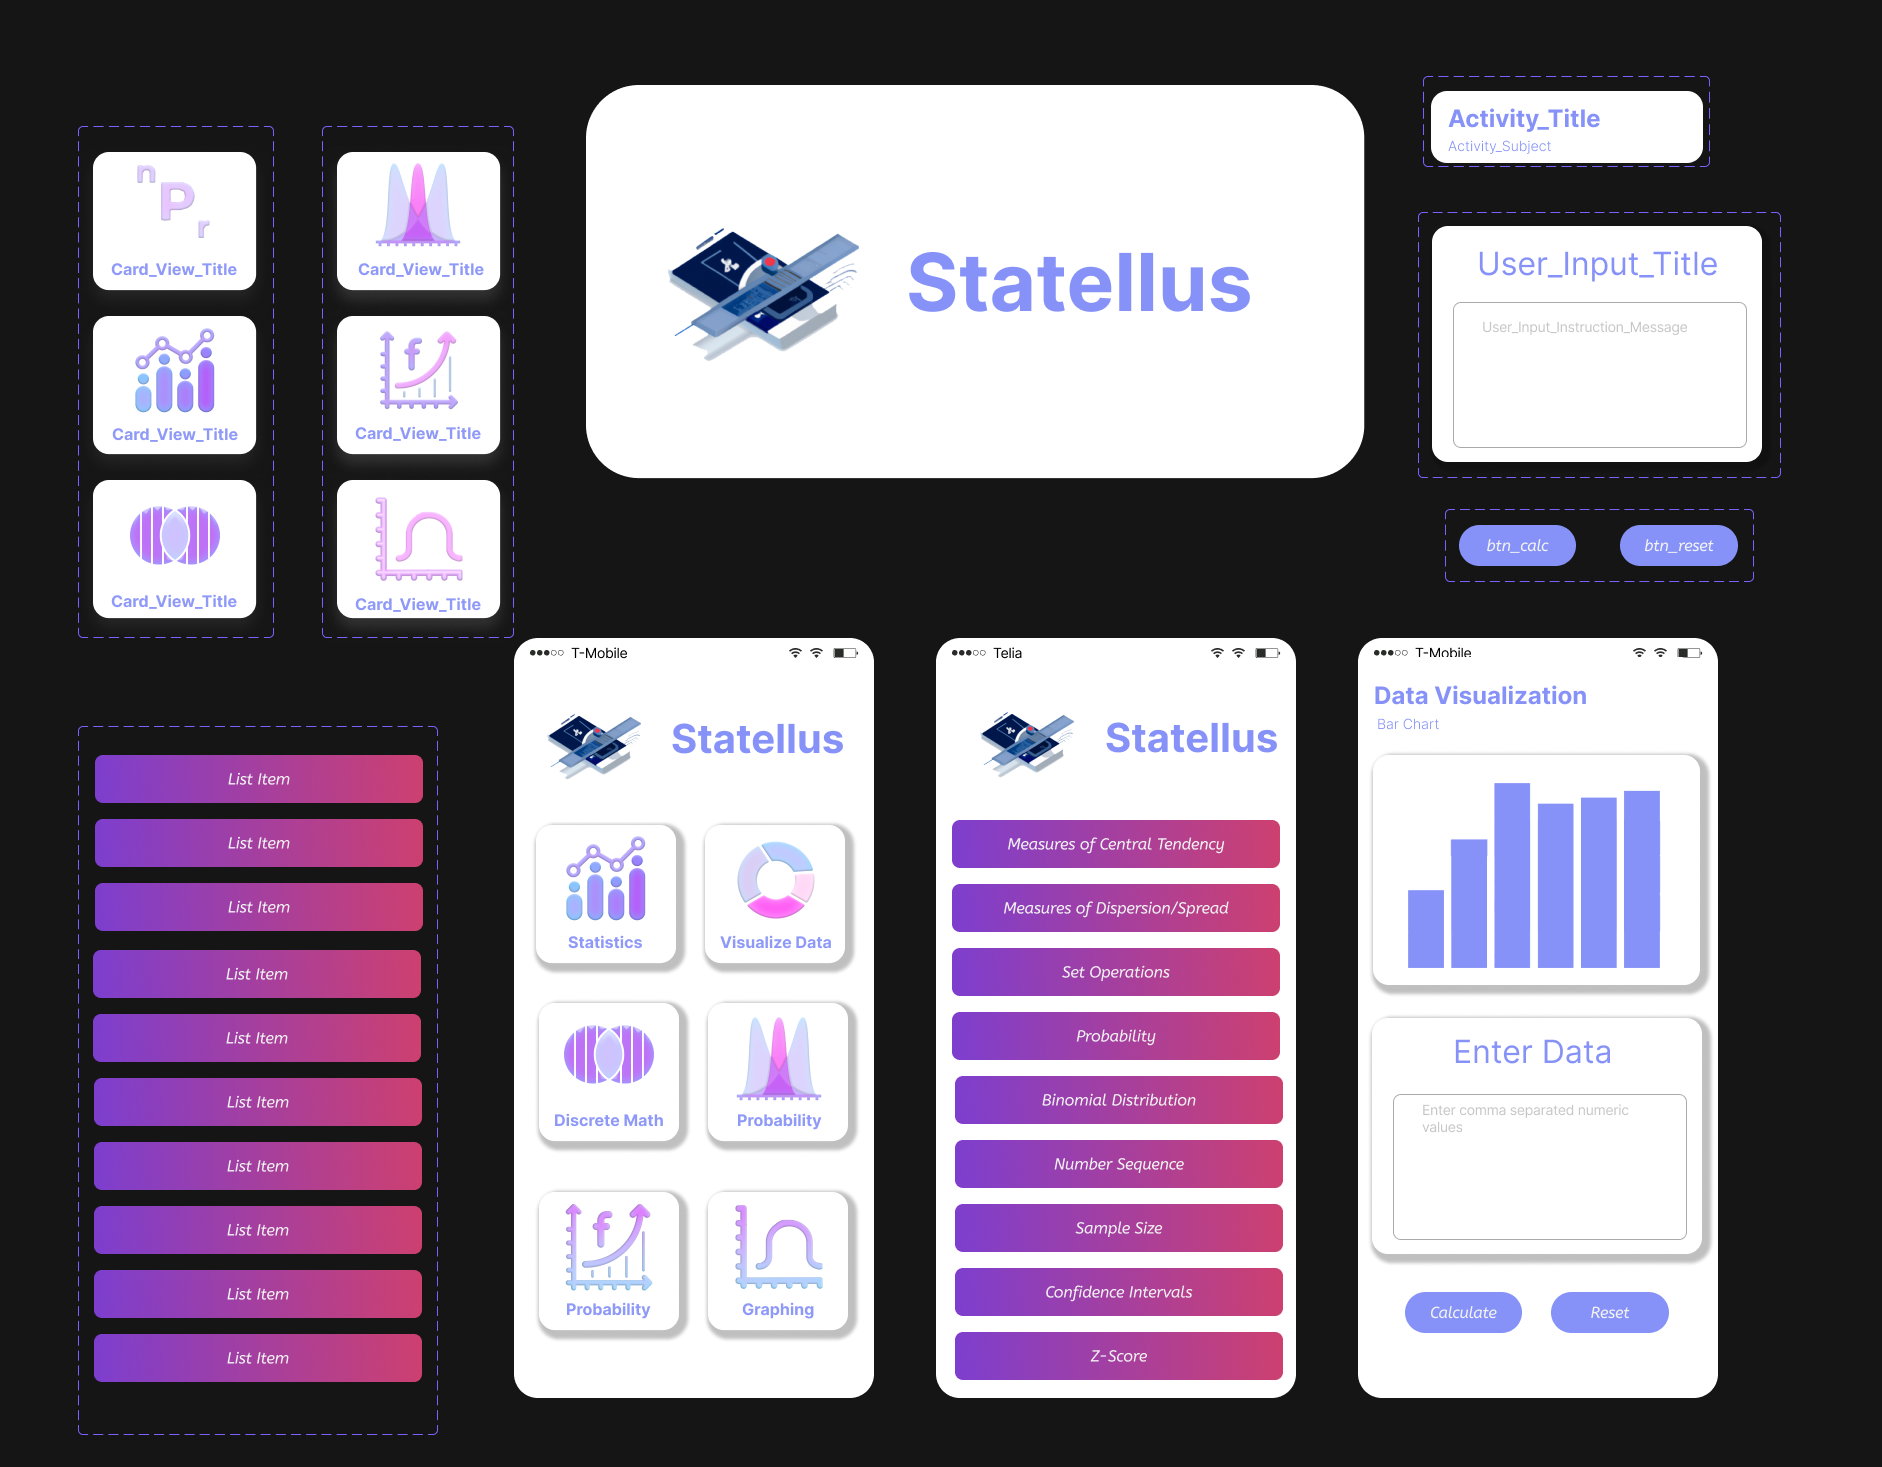 n
P
r
Card_View_Title
Card_View_Title
Card_View_Title
f
Card_View_Title
Card_View_Title
Card_View_Title
Statellus
Activity_Title
Activity_Subject
User_Input_Title
User_Input_Instruction_Message
btn_calc
btn_reset
List Item
List Item
List Item
List Item
List Item
List Item
List Item
List Item
List Item
List Item
T-Mobile
Statellus
Statistics
Visualize Data
Discrete Math
Probability
f
Probability
Graphing
Telia
Statellus
Measures of Central Tendency
Measures of Dispersion/Spread
Set Operations
Probability
Binomial Distribution
Number Sequence
Sample Size
Confidence Intervals
Z-Score
T-Mobile
Data Visualization
Bar Chart
Enter Data
Enter comma separated numeric
values
Calculate
Reset